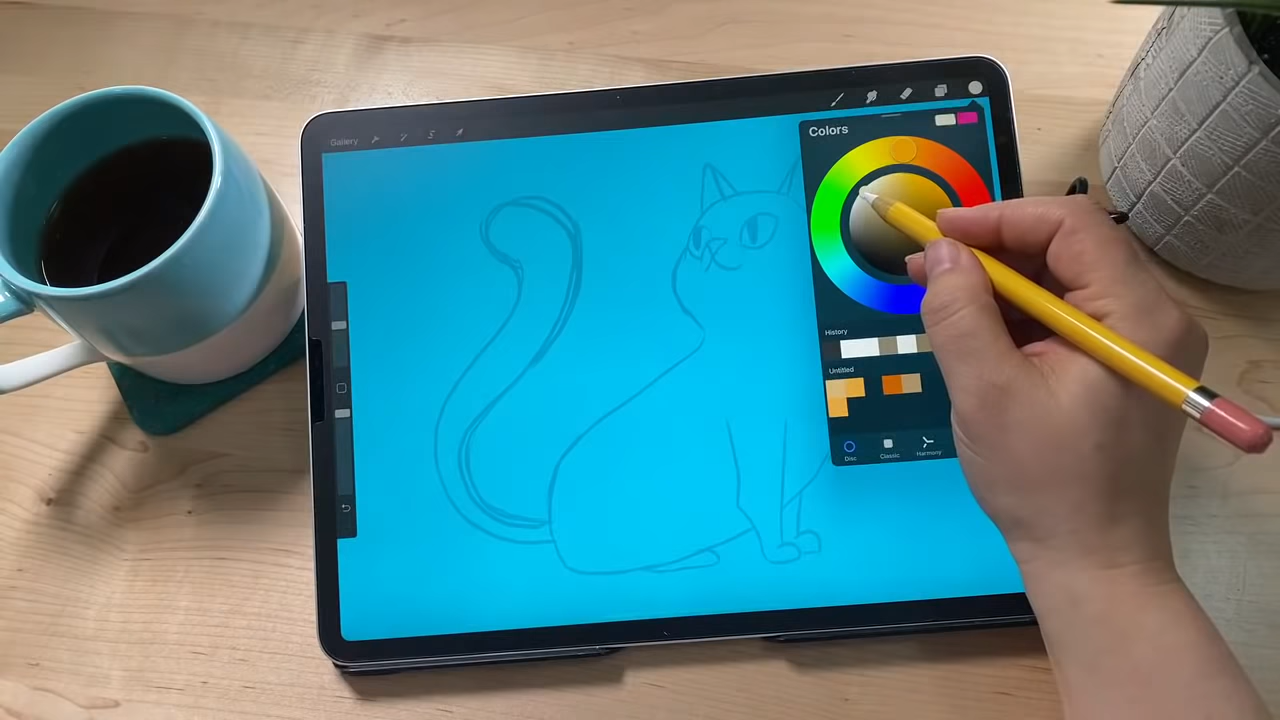 Gallery
Colors
History
Untitled
Disc
Classic
Harmony